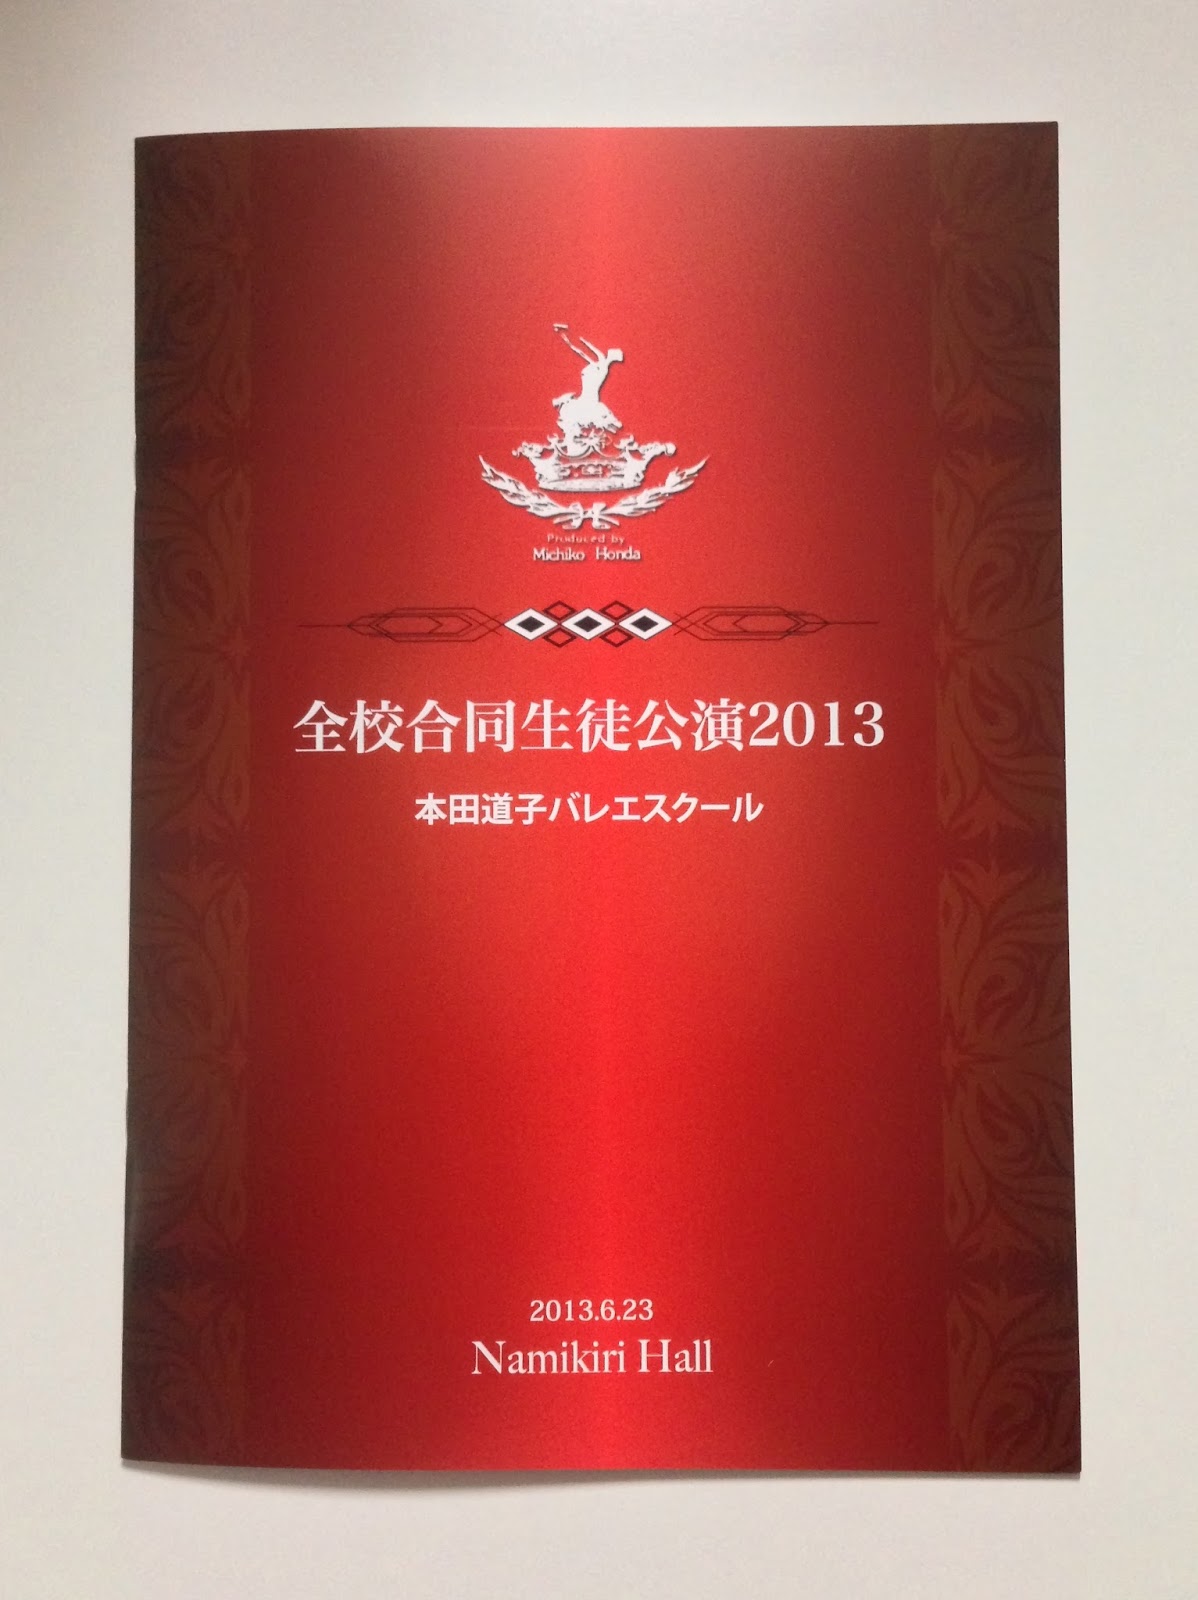 Produced by
Michiko Honda
全校合同生徒公演2013
本田道子バレエスクール
2013.6.23
Namikiri Hall